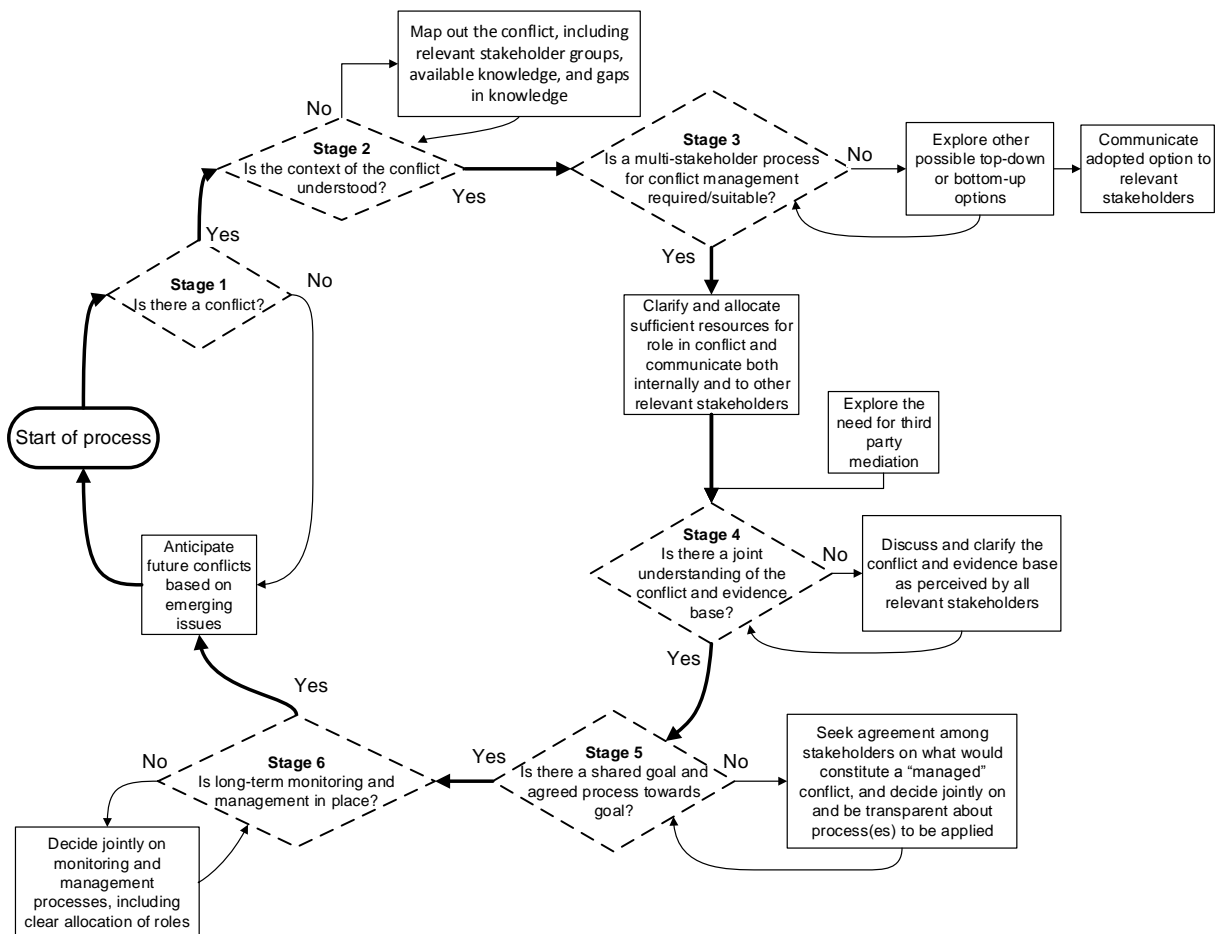 Map out the conflict, including
relevant stakeholder groups,
available knowledge, and gaps
in knowledge
No
Stage 2
Is the context of the conflict
understood?
Yes
Stage 3
Is a multi-stakeholder process
for conflict management
required/suitable?
No
Explore other
possible top-down
or bottom-up
options
Communicate
adopted option to
relevant
stakeholders
Yes
Yes
Stage 1
Is there a conflict?
No
Clarify and allocate
sufficient resources for
role in conflict and
communicate both
internally and to other
relevant stakeholders
Start of process
Explore the
need for third
party
mediation
Stage 4
Is there a joint
understanding of the
conflict and evidence
base?
No
Discuss and clarify the
conflict and evidence base
as perceived by all
relevant stakeholders
Anticipate
future conflicts
based on
emerging
issues
Yes
Yes
Stage 5
Is there a shared goal and
agreed process towards
goal?
No
Seek agreement among
stakeholders on what would
constitute a “managed”
conflict, and decide jointly on
and be transparent about
process(es) to be applied
Yes
Stage 6
Is long-term monitoring and
management in place?
No
Decide jointly on
monitoring and
management
processes, including
clear allocation of roles